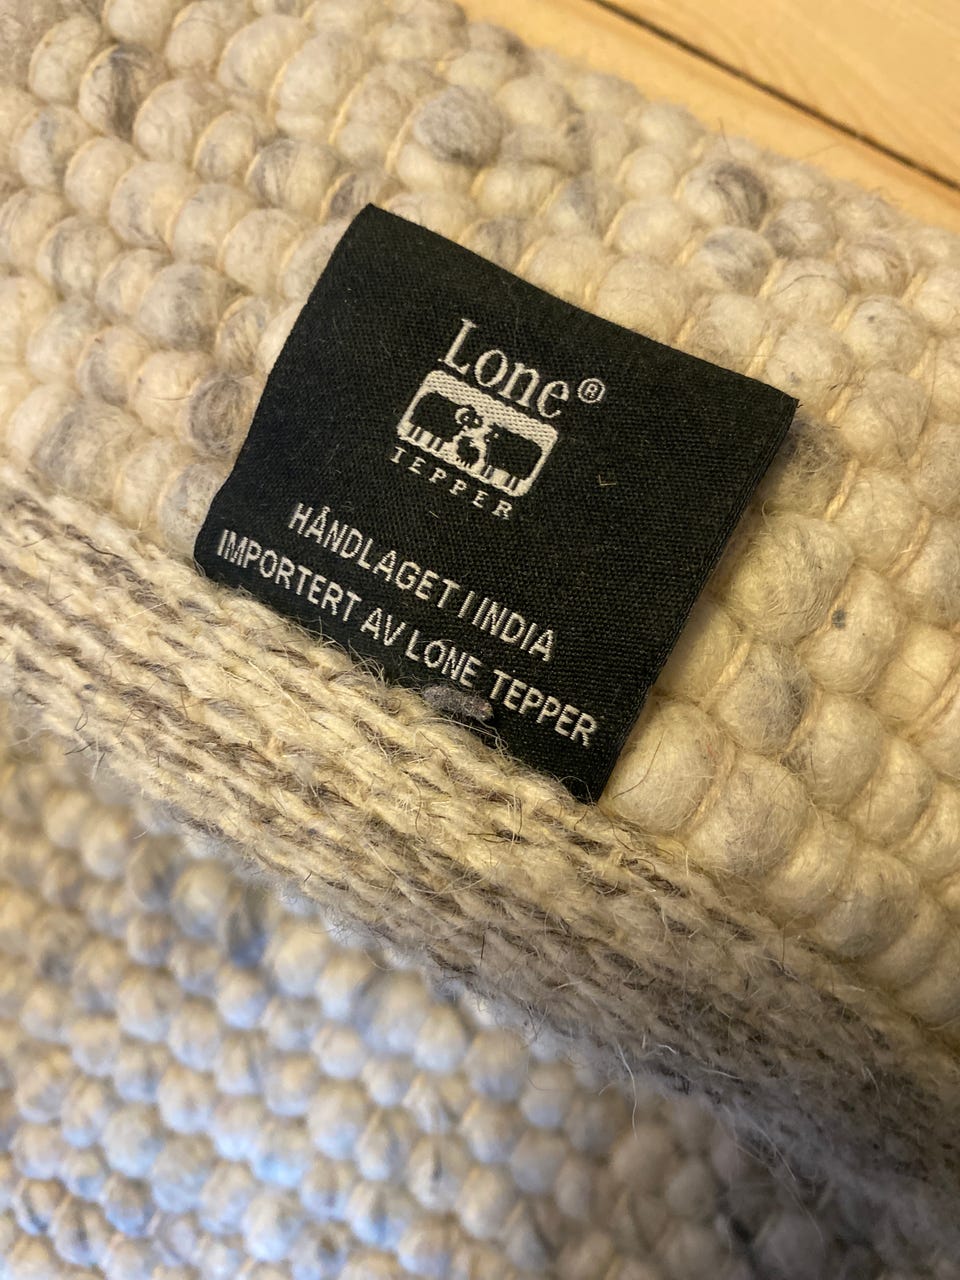 Lone®
TEPPER
HÅNDLAGET I INDIA
IMPORTERT AV LONE TEPPER